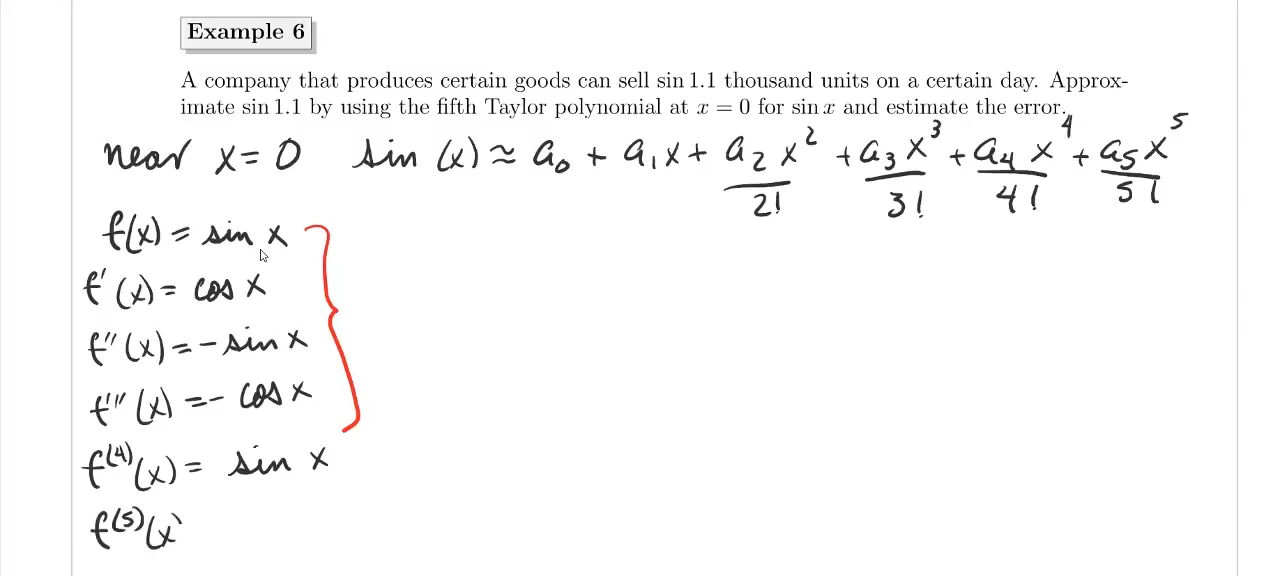 Example 6
A company that produces certain goods can sell sin 1.1 thousand units on a certain day. Approx-
imate sin 1.1 by using the fifth Taylor polynomial at x = 0 for sin x and estimate the error.
near x = 0 sin (x) ≈ a₀ + a₁x + a₂x²/2! + a₃x³/3! + a₄x⁴/4! + a₅x⁵/5!
f(x) = sin x
f'(x) = cos x
f''(x) = - sin x
f'''(x) = - cos x
f⁽⁴⁾(x) = sin x
f⁽⁵⁾(x)